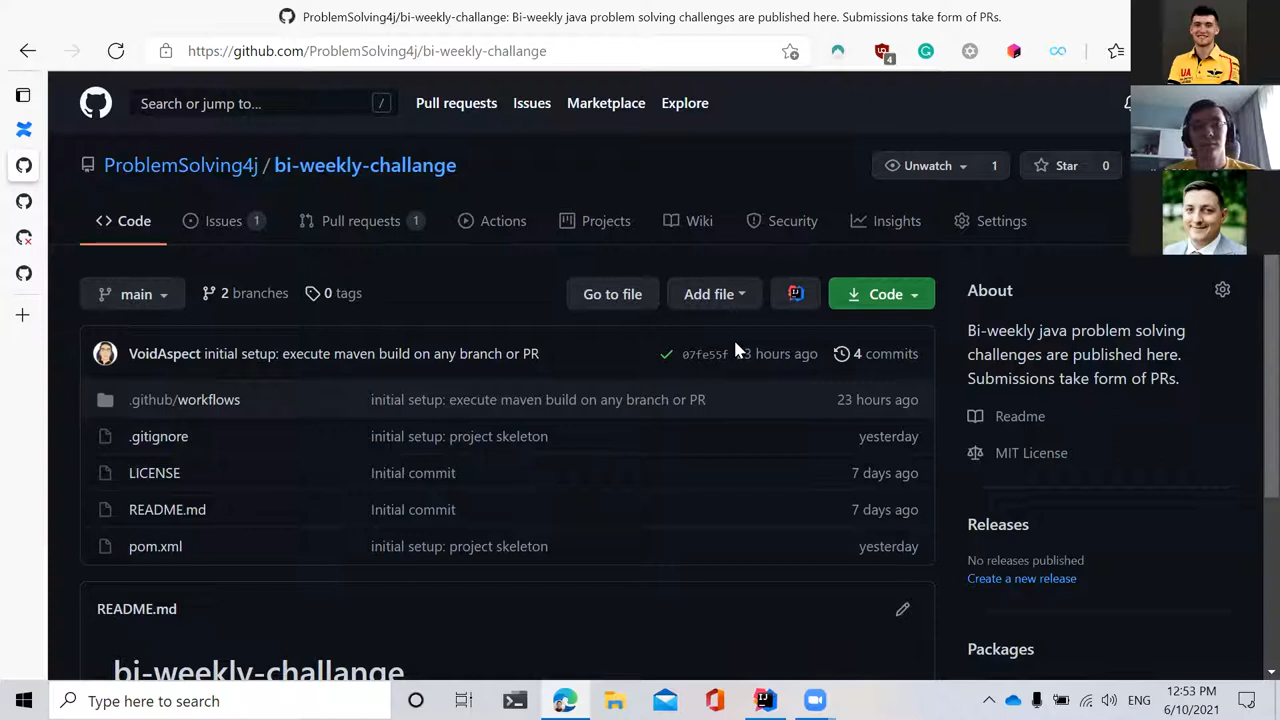 ProblemSolving4j/bi-weekly-challange: Bi-weekly java problem solving challenges are published here. Submissions take form of PRs.
https://github.com/ProblemSolving4j/bi-weekly-challange
4
Search or jump to... /
Pull requests Issues Marketplace Explore
UA
ProblemSolving4j / bi-weekly-challange
Unwatch 1 Star 0
Code Issues 1 Pull requests 1 Actions Projects Wiki Security Insights Settings
main 2 branches 0 tags Go to file Add file Code
About
Bi-weekly java problem solving
challenges are published here.
Submissions take form of PRs.
Readme
MIT License
VoidAspect initial setup: execute maven build on any branch or PR 07fe55f 3 hours ago 4 commits
.github/workflows initial setup: execute maven build on any branch or PR 23 hours ago
.gitignore initial setup: project skeleton yesterday
LICENSE Initial commit 7 days ago
README.md Initial commit 7 days ago
pom.xml initial setup: project skeleton yesterday
Releases
No releases published
Create a new release
Packages
README.md
bi-weekly-challange
Type here to search
ENG
12:53 PM
6/10/2021